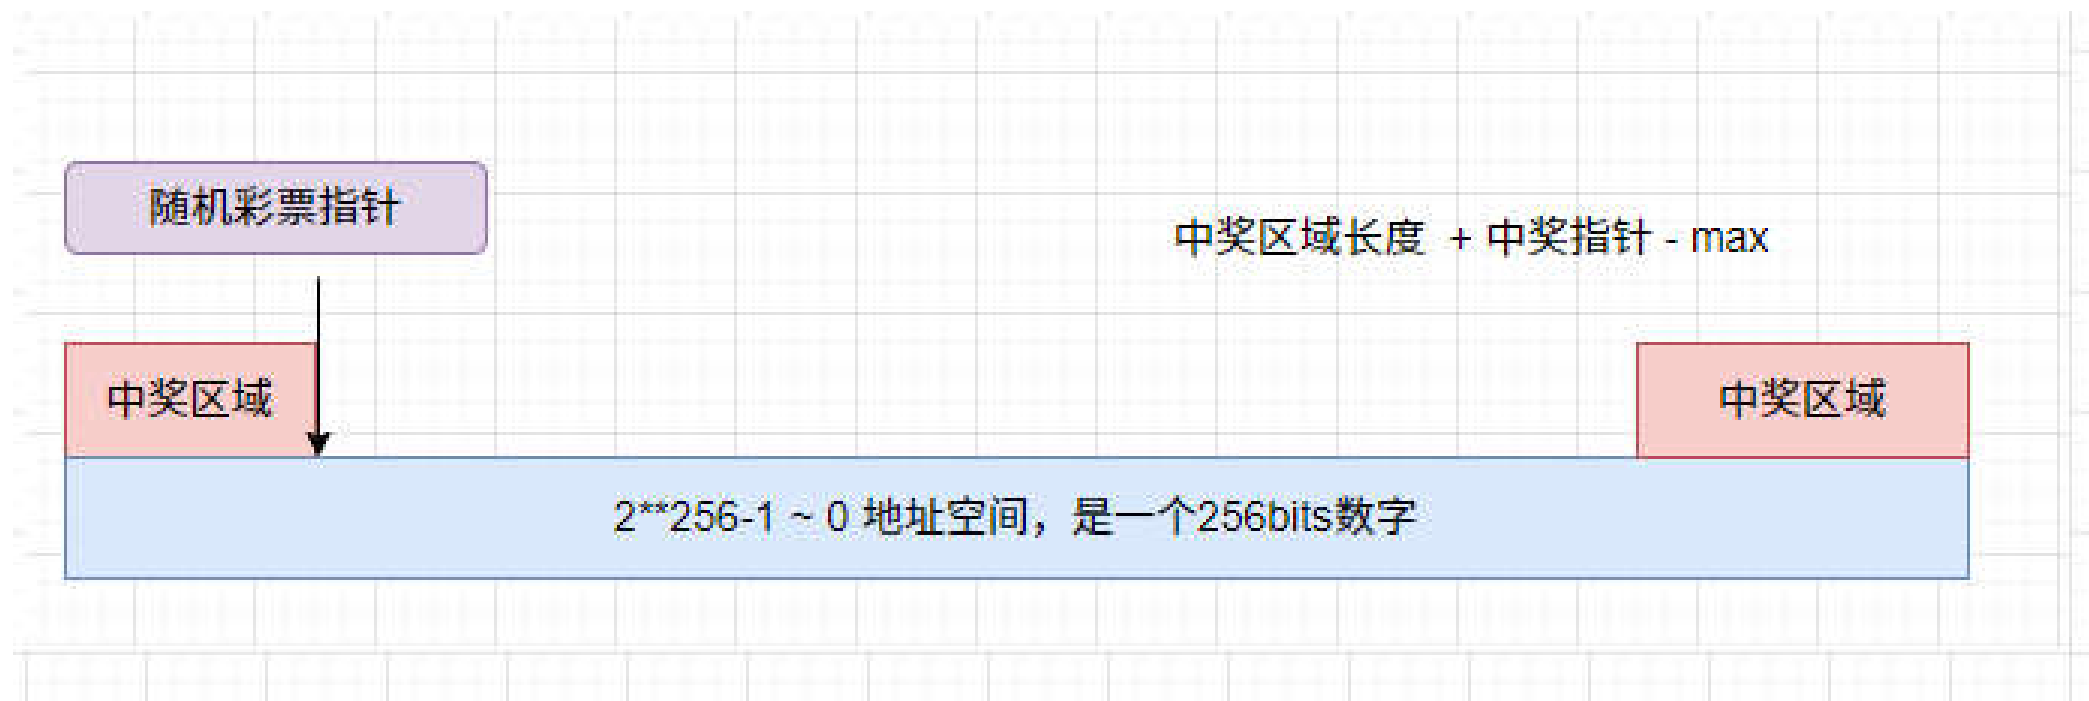 随机彩票指针
中奖区域长度 + 中奖指针 - max
中奖区域
中奖区域
2**256-1 ~ 0 地址空间，是一个256bits数字